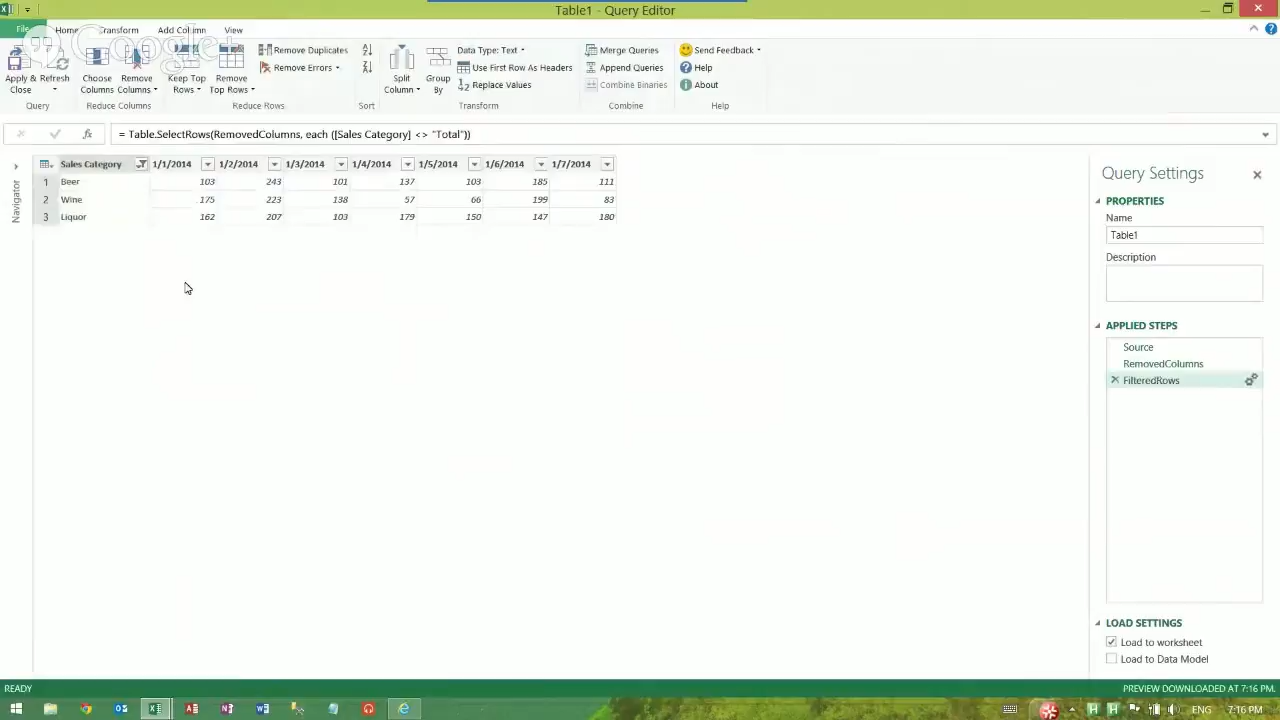 Table1 - Query Editor
File Home Transform Add Column View
Google+
Apply & Close
Refresh
Query
Choose Columns
Remove Columns
Reduce Columns
Keep Top Rows
Remove Top Rows
Remove Duplicates
Remove Errors
Reduce Rows
Sort
Split Column
Group By
Data Type: Text
Use First Row As Headers
Replace Values
Transform
Merge Queries
Append Queries
Combine Binaries
Combine
Send Feedback
Help
About
Help
fx = Table.SelectRows(RemovedColumns, each ([Sales Category] <> "Total"))
Navigator
Sales Category 1/1/2014 1/2/2014 1/3/2014 1/4/2014 1/5/2014 1/6/2014 1/7/2014
1 Beer 103 243 101 137 103 185 111
2 Wine 175 223 138 57 66 199 83
3 Liquor 162 207 103 179 150 147 180
Query Settings
PROPERTIES
Name
Table1
Description
APPLIED STEPS
Source
RemovedColumns
FilteredRows
LOAD SETTINGS
Load to worksheet
Load to Data Model
READY PREVIEW DOWNLOADED AT 7:16 PM.
ENG 7:16 PM